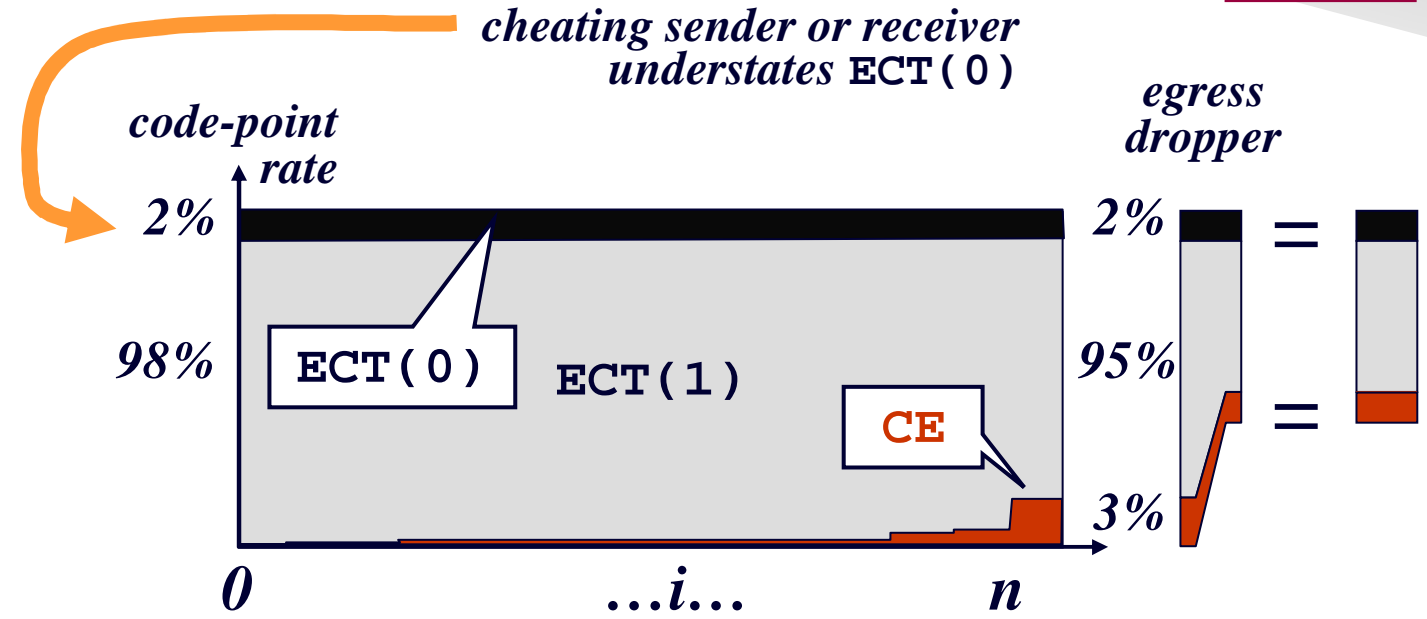 cheating sender or receiver
understates ECT(0)
egress
dropper
code-point
rate
2%
2%
=
98%
ECT(0)
ECT(1)
95%
CE
=
3%
0
...i...
n